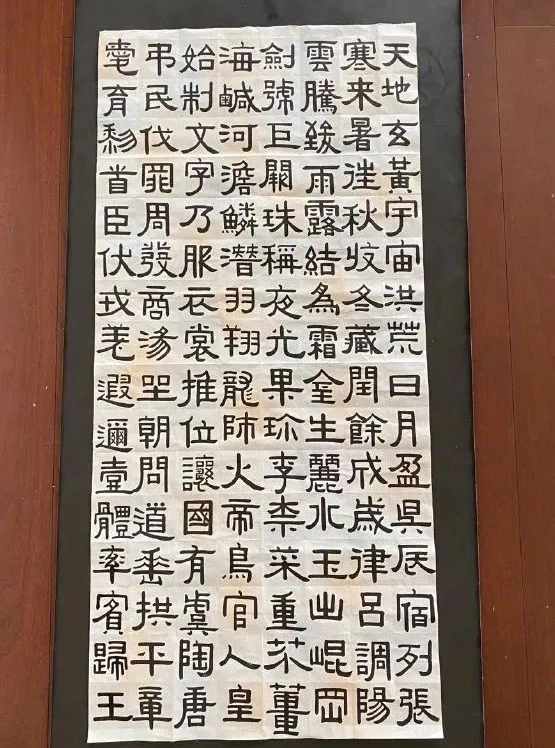 天地玄黃宇宙洪荒日月盈昃辰宿列張
寒来暑往秋收冬藏閏餘成歲律呂調陽
雲騰致雨露結為霜金生麗水玉出崐岡
劍號巨闕珠稱夜光果珍李柰菜重芥薑
海鹹河澹鱗潛羽翔龍師火帝鳥官人皇
始制文字乃服衣裳推位讓國有虞陶唐
弔民伐罪周發商湯坐朝問道垂拱平章
愛育黎首臣伏戎羌遐邇壹體率賓歸王